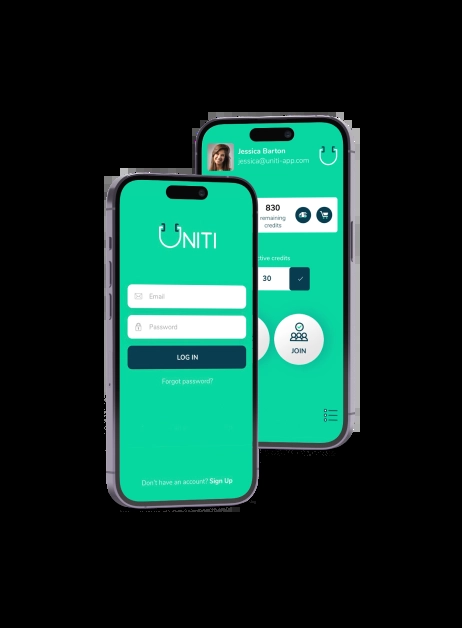 Jessica Barton
jessica@uniti-app.com
830
remaining
credits
ctive credits
30
JOIN
UNITI
Email
Password
LOG IN
Forgot password?
Don't have an account? Sign Up